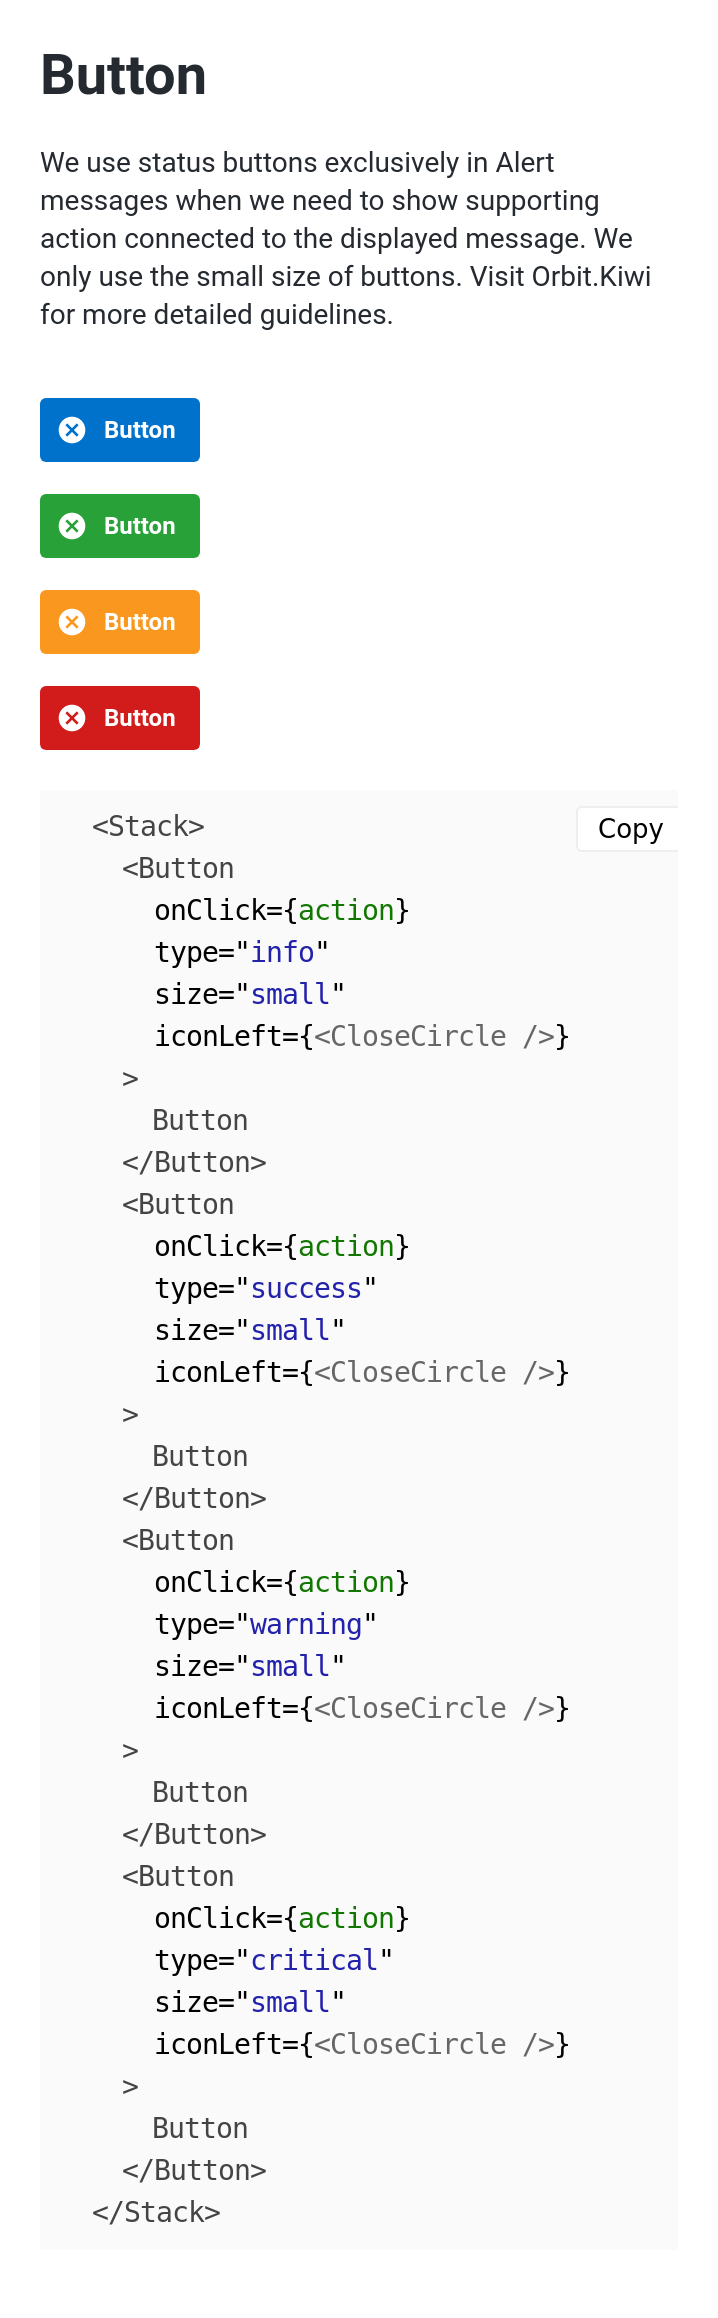 Button
We use status buttons exclusively in Alert
messages when we need to show supporting
action connected to the displayed message. We
only use the small size of buttons. Visit Orbit.Kiwi
for more detailed guidelines.
Button
Button
Button
Button
Copy
<Stack>
  <Button
    onClick={action}
    type="info"
    size="small"
    iconLeft={<CloseCircle />}
  >
    Button
  </Button>
  <Button
    onClick={action}
    type="success"
    size="small"
    iconLeft={<CloseCircle />}
  >
    Button
  </Button>
  <Button
    onClick={action}
    type="warning"
    size="small"
    iconLeft={<CloseCircle />}
  >
    Button
  </Button>
  <Button
    onClick={action}
    type="critical"
    size="small"
    iconLeft={<CloseCircle />}
  >
    Button
  </Button>
</Stack>